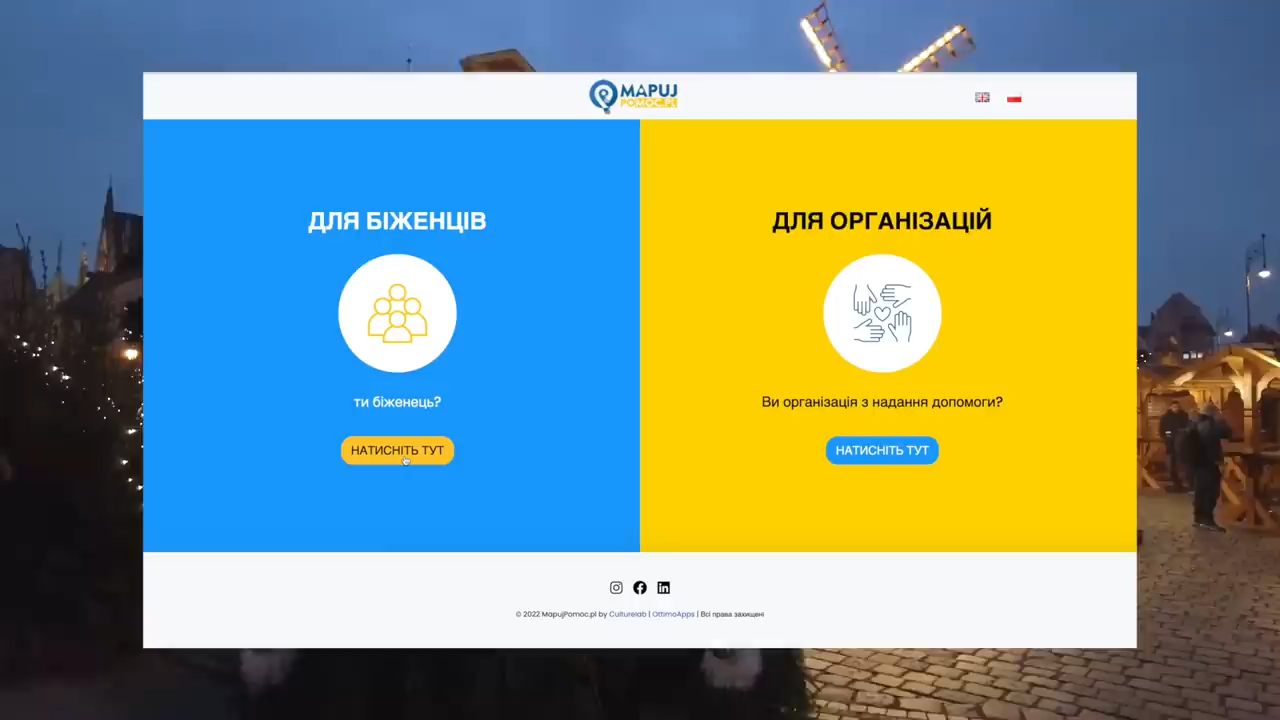 MAPUJ
POMOC.PL
ДЛЯ БІЖЕНЦІВ
ти біженець?
НАТИСНІТЬ ТУТ
ДЛЯ ОРГАНІЗАЦІЙ
Ви організація з надання допомоги?
НАТИСНІТЬ ТУТ
© 2022 MapujPomoc.pl by Culturelab | OttimoApps | Всі права захищені